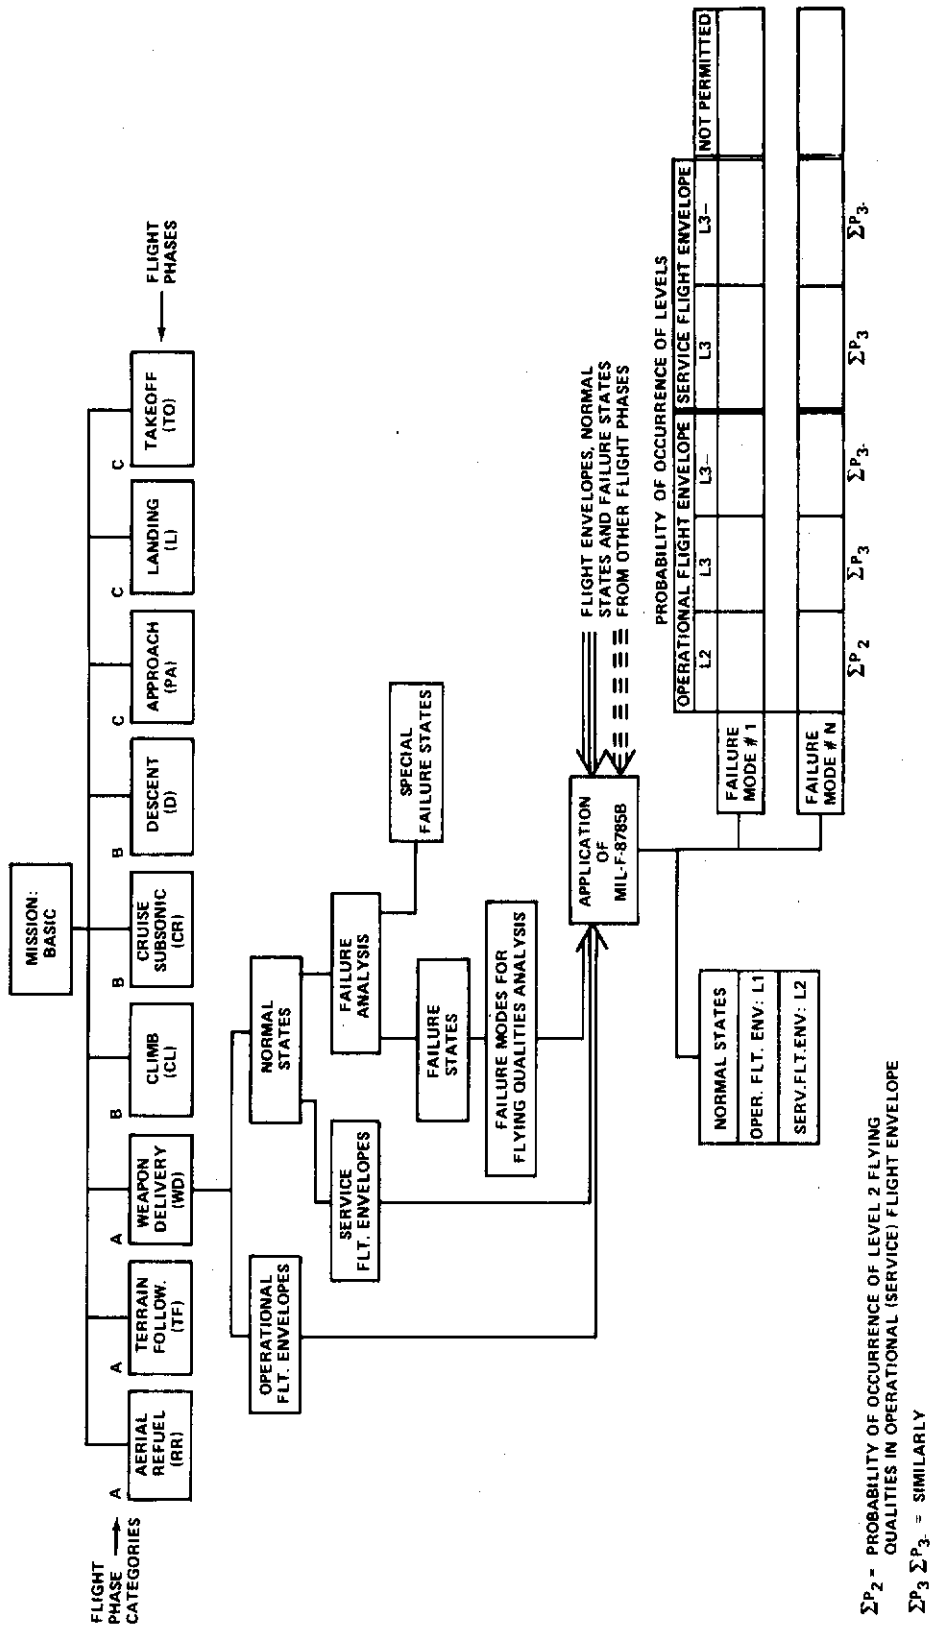 MISSION:
BASIC
FLIGHT
PHASE
CATEGORIES
FLIGHT
PHASES
A
AERIAL
REFUEL
(RR)
A
TERRAIN
FOLLOW.
(TF)
A
WEAPON
DELIVERY
(WD)
B
CLIMB
(CL)
B
CRUISE
SUBSONIC
(CR)
B
DESCENT
(D)
C
APPROACH
(PA)
C
LANDING
(L)
C
TAKEOFF
(TO)
OPERATIONAL
FLT. ENVELOPES
NORMAL
STATES
SERVICE
FLT. ENVELOPES
FAILURE
ANALYSIS
FAILURE
STATES
SPECIAL
FAILURE STATES
FAILURE MODES FOR
FLYING QUALITIES ANALYSIS
APPLICATION
OF
MIL-F-8785B
FLIGHT ENVELOPES, NORMAL
STATES AND FAILURE STATES
FROM OTHER FLIGHT PHASES
NORMAL STATES
OPER. FLT. ENV: L1
SERV.FLT.ENV: L2
PROBABILITY OF OCCURRENCE OF LEVELS
OPERATIONAL FLIGHT ENVELOPE SERVICE FLIGHT ENVELOPE NOT PERMITTED
L2 L3 L3- L3 L3-
FAILURE
MODE # 1
FAILURE
MODE # N
ΣP2 ΣP3 ΣP3- ΣP3 ΣP3-
ΣP2 = PROBABILITY OF OCCURRENCE OF LEVEL 2 FLYING
QUALITIES IN OPERATIONAL (SERVICE) FLIGHT ENVELOPE
ΣP3 ΣP3- = SIMILARLY